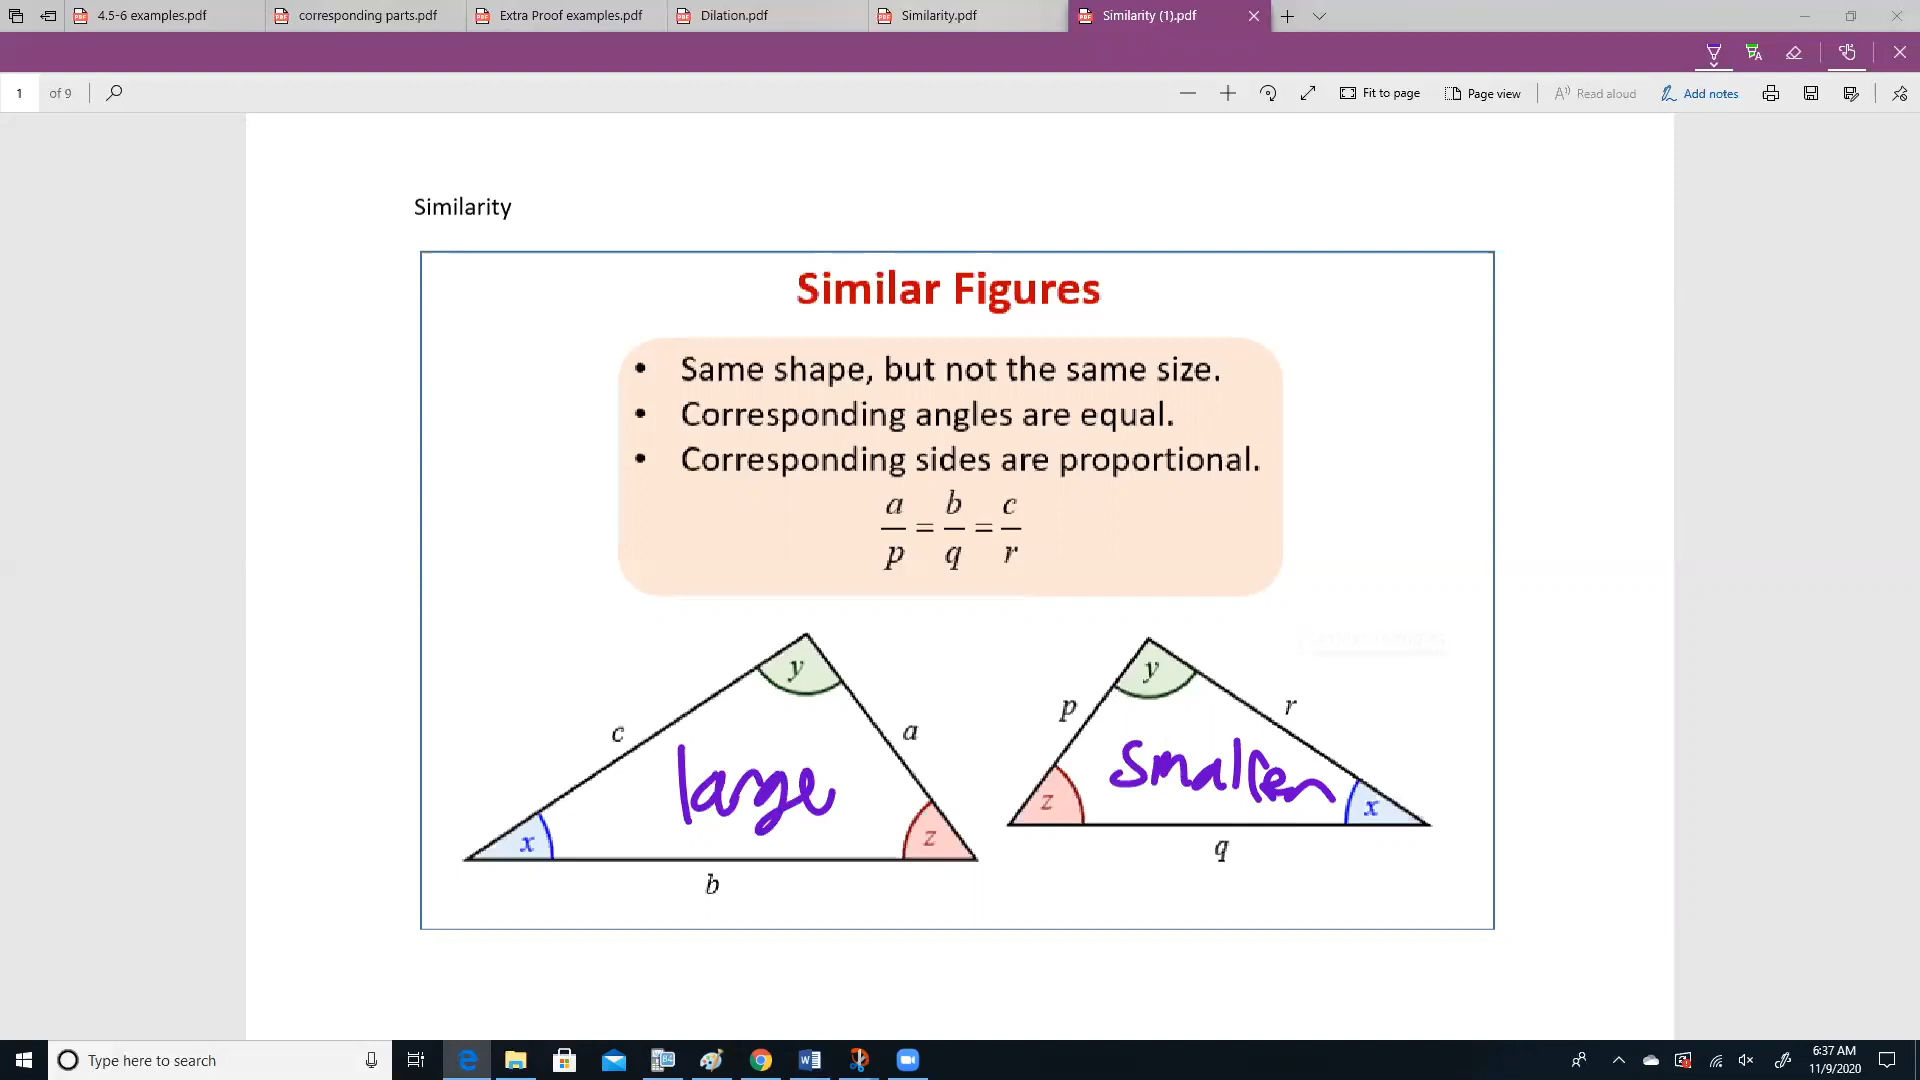 4.5-6 examples.pdf
corresponding parts.pdf
Extra Proof examples.pdf
Dilation.pdf
Similarity.pdf
Similarity (1).pdf
1 of 9
Fit to page
Page view
Read aloud
Add notes
Similarity
Similar Figures
• Same shape, but not the same size.
• Corresponding angles are equal.
• Corresponding sides are proportional.
a/p = b/q = c/r
y
c
a
large
x
z
b
y
p
r
smaller
z
x
q
Type here to search
6:37 AM
11/9/2020